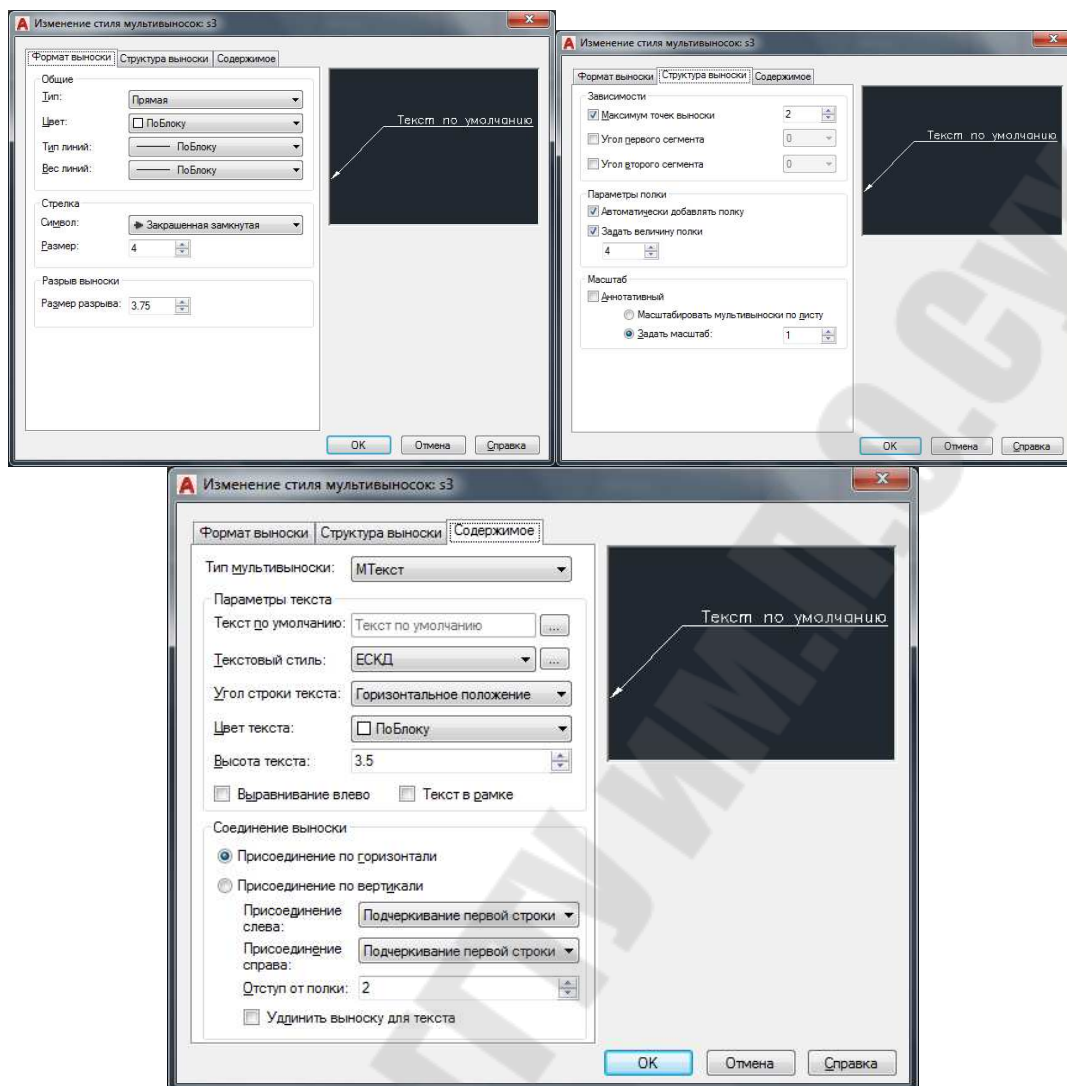 Изменение стиля мультивыносок: s3
Формат выноски Структура выноски Содержимое
Общие
Тип: Прямая
Цвет: ПоБлоку
Тип линий: ПоБлоку
Вес линий: ПоБлоку
Стрелка
Символ: Закрашенная замкнутая
Размер: 4
Разрыв выноски
Размер разрыва: 3.75
Текст по умолчанию
OK Отмена Справка
Изменение стиля мультивыносок: s3
Формат выноски Структура выноски Содержимое
Зависимости
Максимум точек выноски 2
Угол первого сегмента 0
Угол второго сегмента 0
Параметры полки
Автоматически добавлять полку
Задать величину полки
4
Масштаб
Аннотативный
Масштабировать мультивыноски по листу
Задать масштаб: 1
Текст по умолчанию
OK Отмена Справка
Изменение стиля мультивыносок: s3
Формат выноски Структура выноски Содержимое
Тип мультивыноски: МТекст
Параметры текста
Текст по умолчанию: Текст по умолчанию ...
Текстовый стиль: ЕСКД ...
Угол строки текста: Горизонтальное положение
Цвет текста: ПоБлоку
Высота текста: 3.5
Выравнивание влево Текст в рамке
Соединение выноски
Присоединение по горизонтали
Присоединение по вертикали
Присоединение
слева: Подчеркивание первой строки
Присоединение
справа: Подчеркивание первой строки
Отступ от полки: 2
Удлинить выноску для текста
Текст по умолчанию
OK Отмена Справка